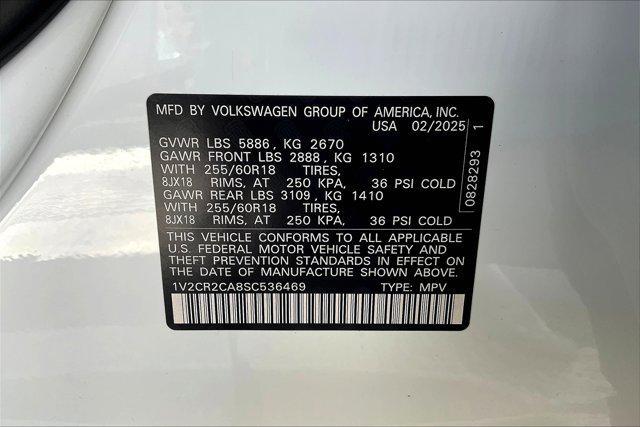 MFD BY VOLKSWAGEN GROUP OF AMERICA, INC.
USA 02/2025
GVWR LBS 5886 , KG 2670
GAWR FRONT LBS 2888 , KG 1310
WITH 255/60R18 TIRES,
8JX18 RIMS, AT 250 KPA, 36 PSI COLD
GAWR REAR LBS 3109 , KG 1410
WITH 255/60R18 TIRES,
8JX18 RIMS, AT 250 KPA, 36 PSI COLD
THIS VEHICLE CONFORMS TO ALL APPLICABLE
U.S. FEDERAL MOTOR VEHICLE SAFETY AND
THEFT PREVENTION STANDARDS IN EFFECT ON
THE DATE OF MANUFACTURE SHOWN ABOVE.
1V2CR2CA8SC536469 TYPE: MPV
0828293 1